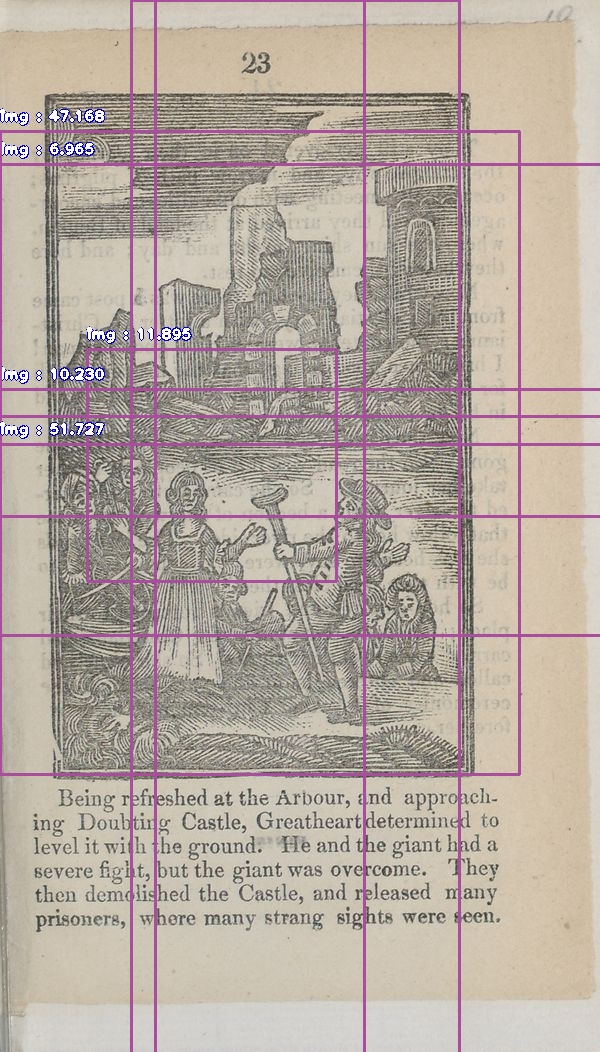 10
23
img : 47.168
img : 6.965
img : 11.895
img : 10.230
img : 51.727
Being refreshed at the Arbour, and approach-
ing Doubting Castle, Greatheart determined to
level it with the ground. He and the giant had a
severe fight, but the giant was overcome. They
then demolished the Castle, and released many
prisoners, where many strang sights were seen.